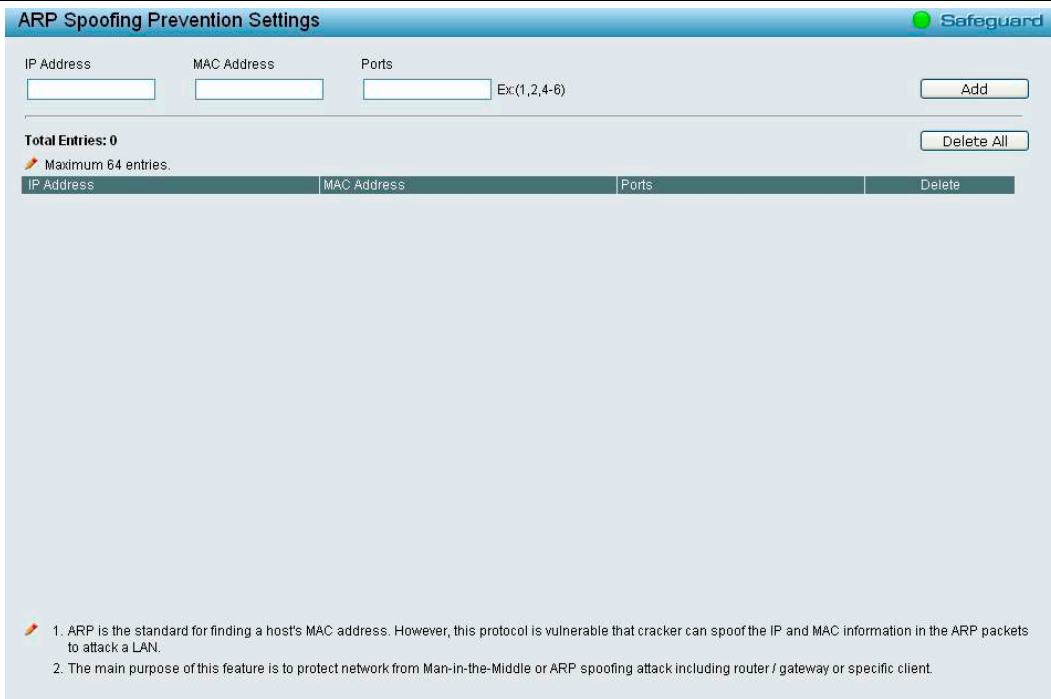 ARP Spoofing Prevention Settings
Safeguard
IP Address MAC Address Ports
Ex:(1,2,4-6)
Add
Total Entries: 0
Delete All
Maximum 64 entries.
IP Address MAC Address Ports Delete
1. ARP is the standard for finding a host's MAC address. However, this protocol is vulnerable that cracker can spoof the IP and MAC information in the ARP packets
to attack a LAN.
2. The main purpose of this feature is to protect network from Man-in-the-Middle or ARP spoofing attack including router / gateway or specific client.